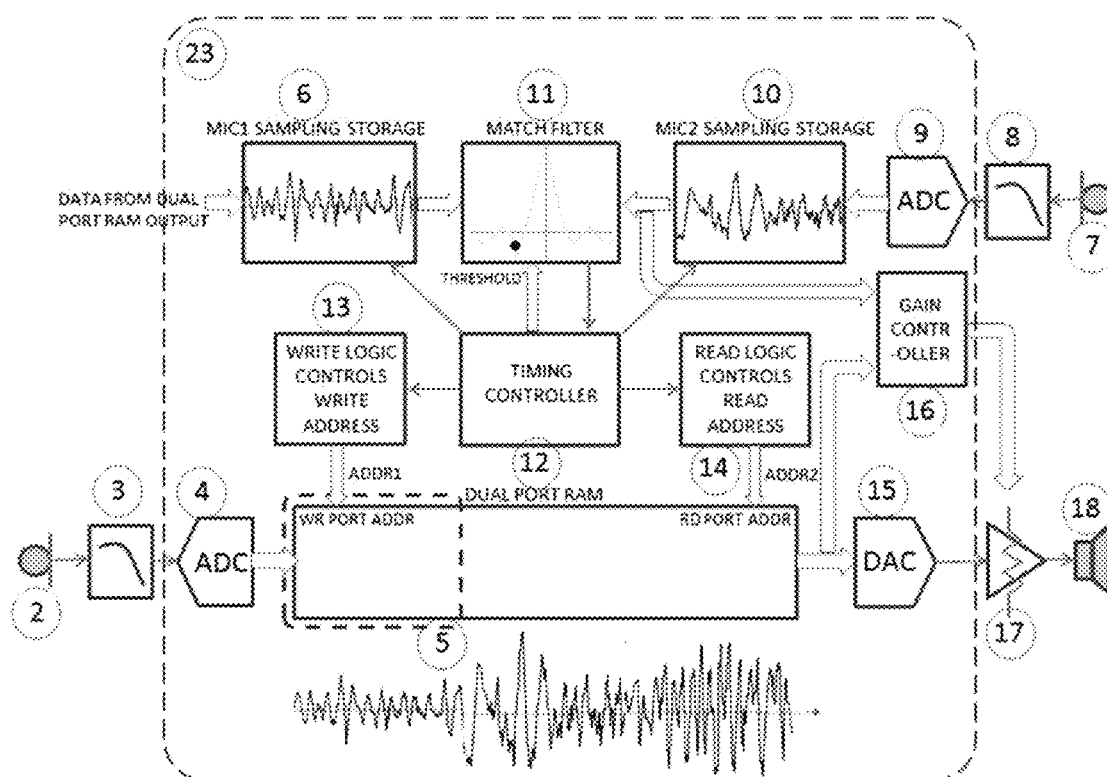 23
6
11
10
MIC1 SAMPLING STORAGE
MATCH FILTER
MIC2 SAMPLING STORAGE
9
8
DATA FROM DUAL
PORT RAM OUTPUT
ADC
7
THRESHOLD
13
GAIN
CONTR
-OLLER
WRITE LOGIC
CONTROLS
WRITE
ADDRESS
TIMING
CONTROLLER
READ LOGIC
CONTROLS
READ
ADDRESS
16
12
14
ADDR1
ADDR2
15
3
4
DUAL PORT RAM
WR PORT ADDR
RD PORT ADDR
18
ADC
DAC
2
5
17